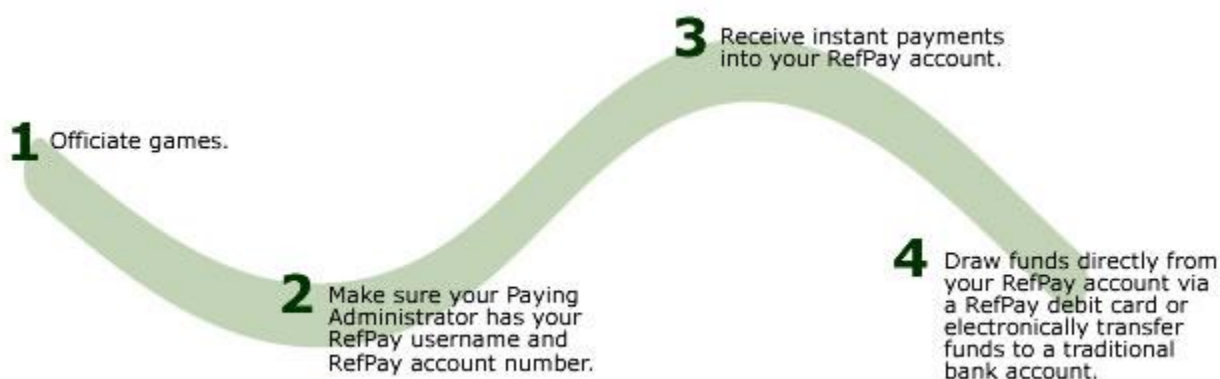 1 Officiate games.
2 Make sure your Paying
Administrator has your
RefPay username and
RefPay account number.
3 Receive instant payments
into your RefPay account.
4 Draw funds directly from
your RefPay account via
a RefPay debit card or
electronically transfer
funds to a traditional
bank account.